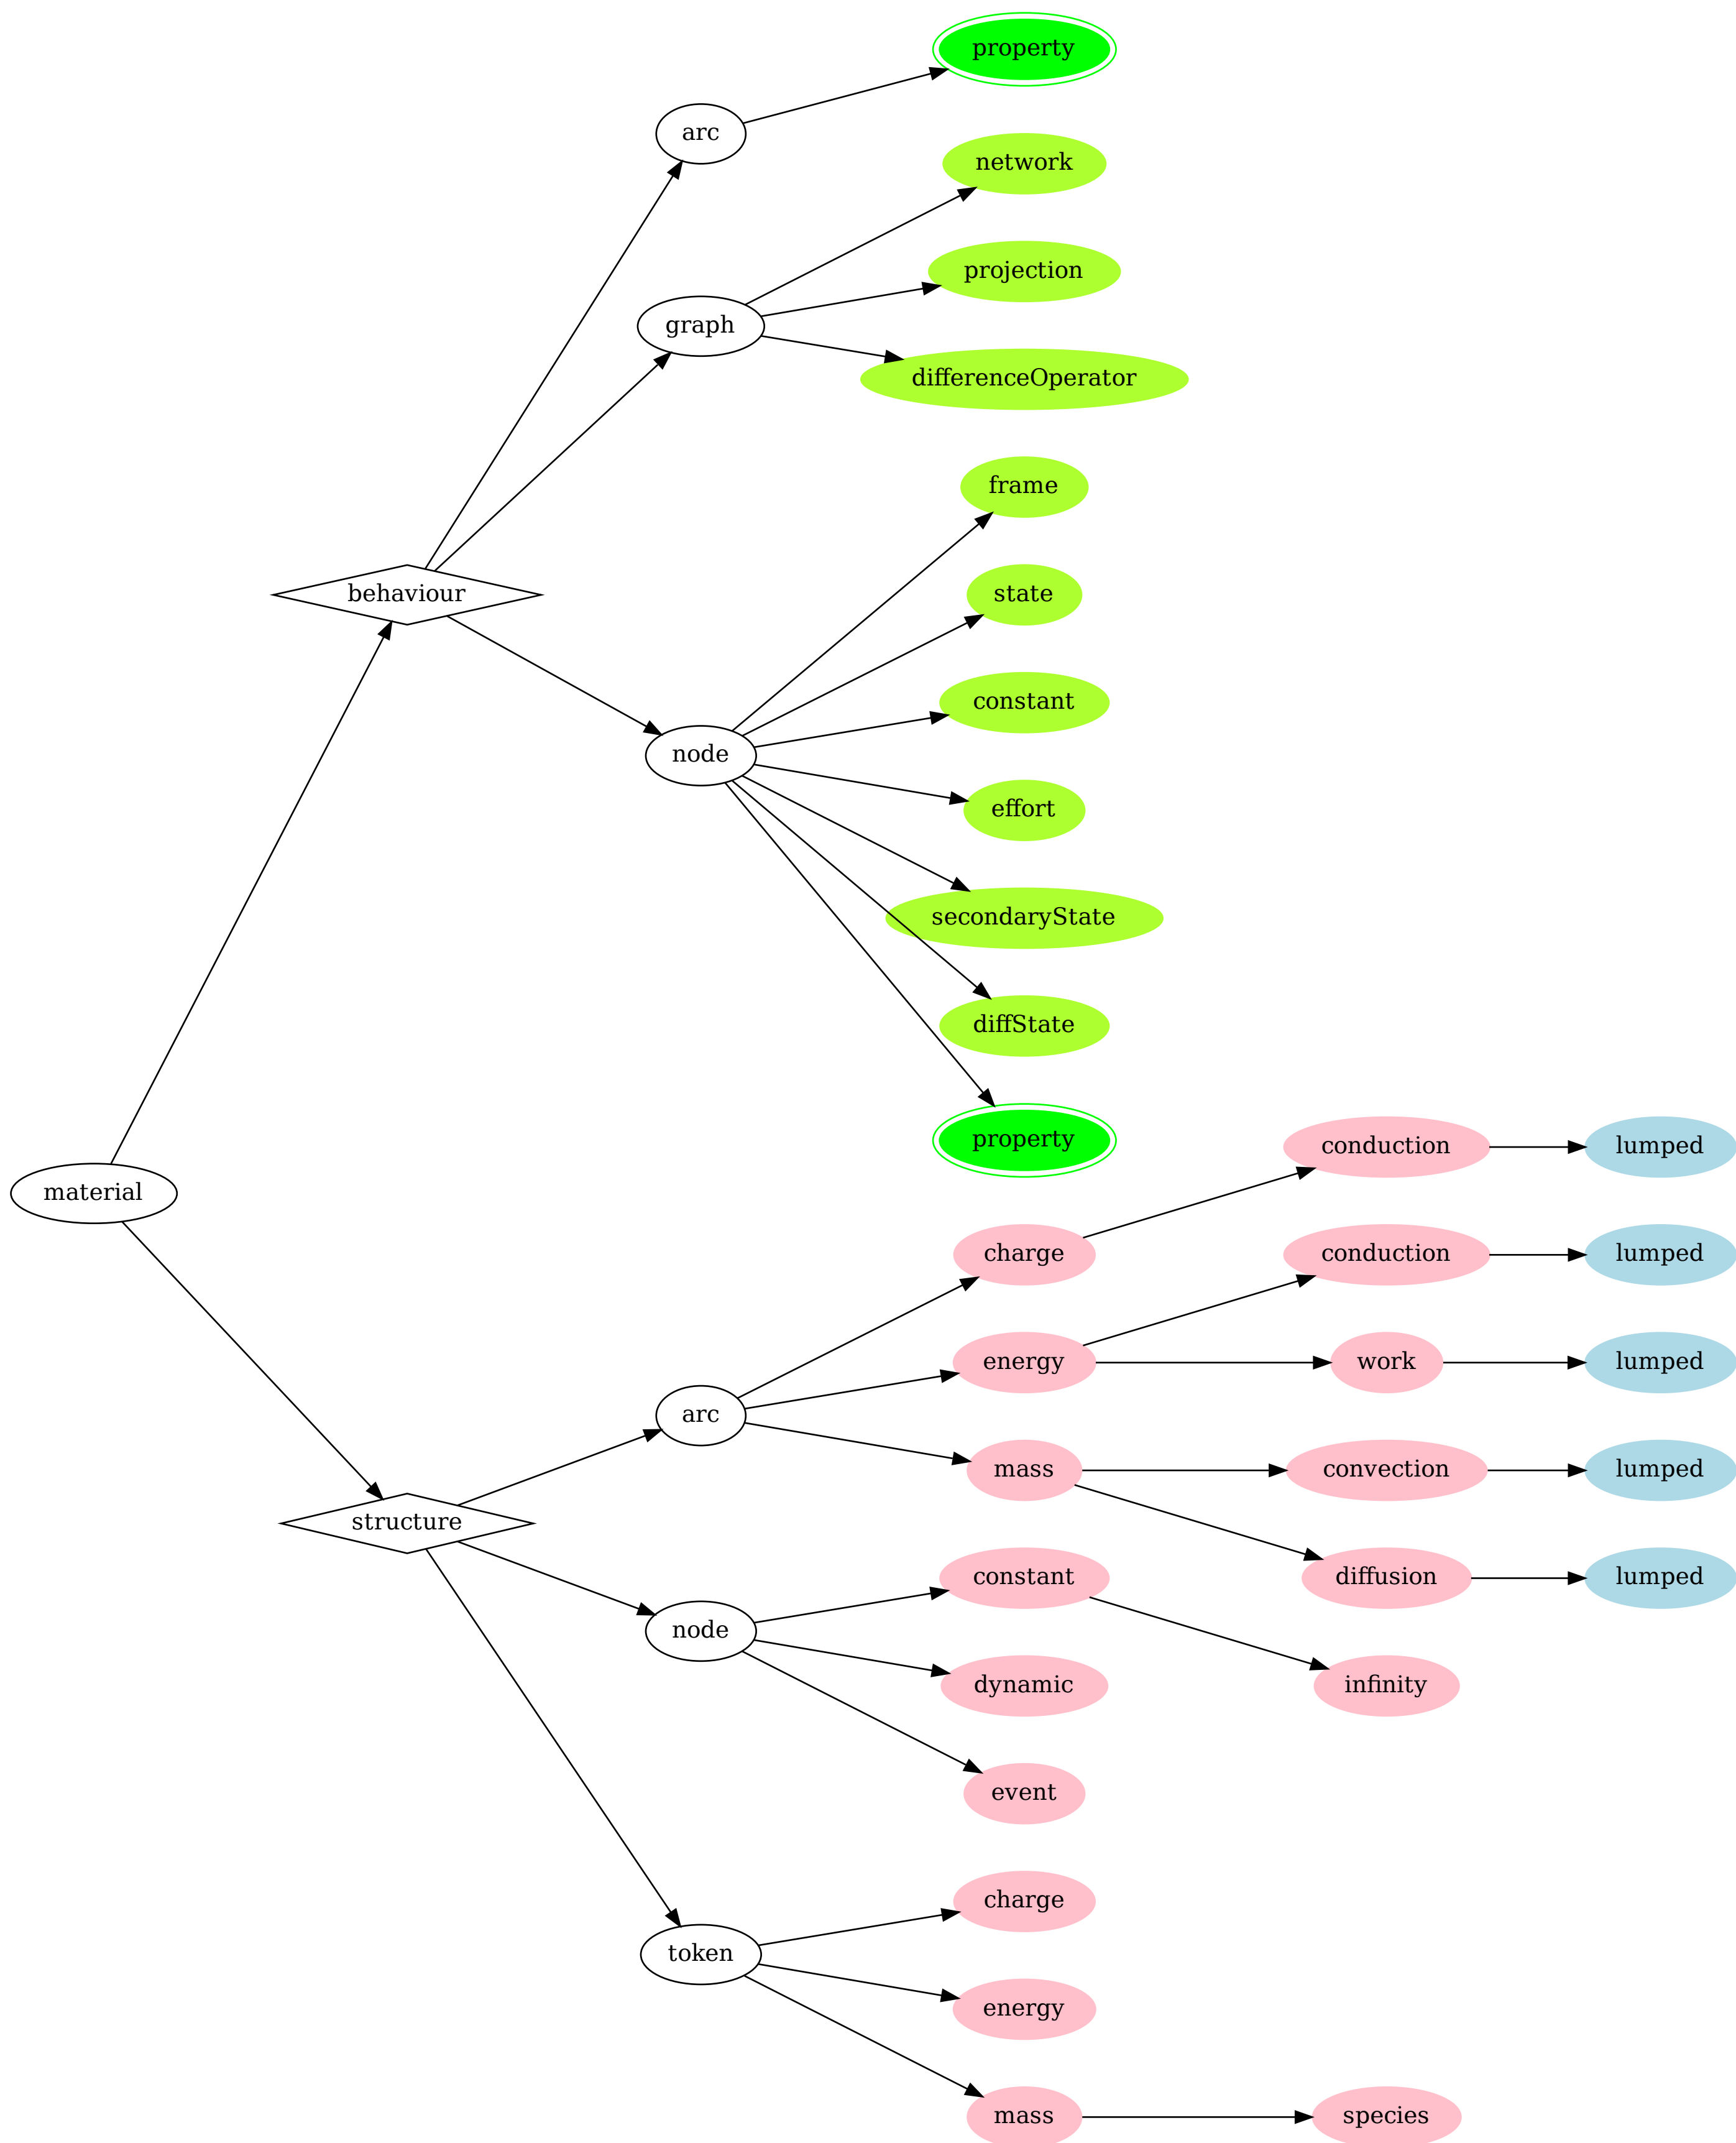 property
arc
network
projection
graph
differenceOperator
frame
state
behaviour
constant
node
effort
secondaryState
diffState
property
conduction
lumped
material
charge
conduction
lumped
energy
work
lumped
arc
mass
convection
lumped
structure
constant
diffusion
lumped
node
dynamic
infinity
event
charge
token
energy
mass
species